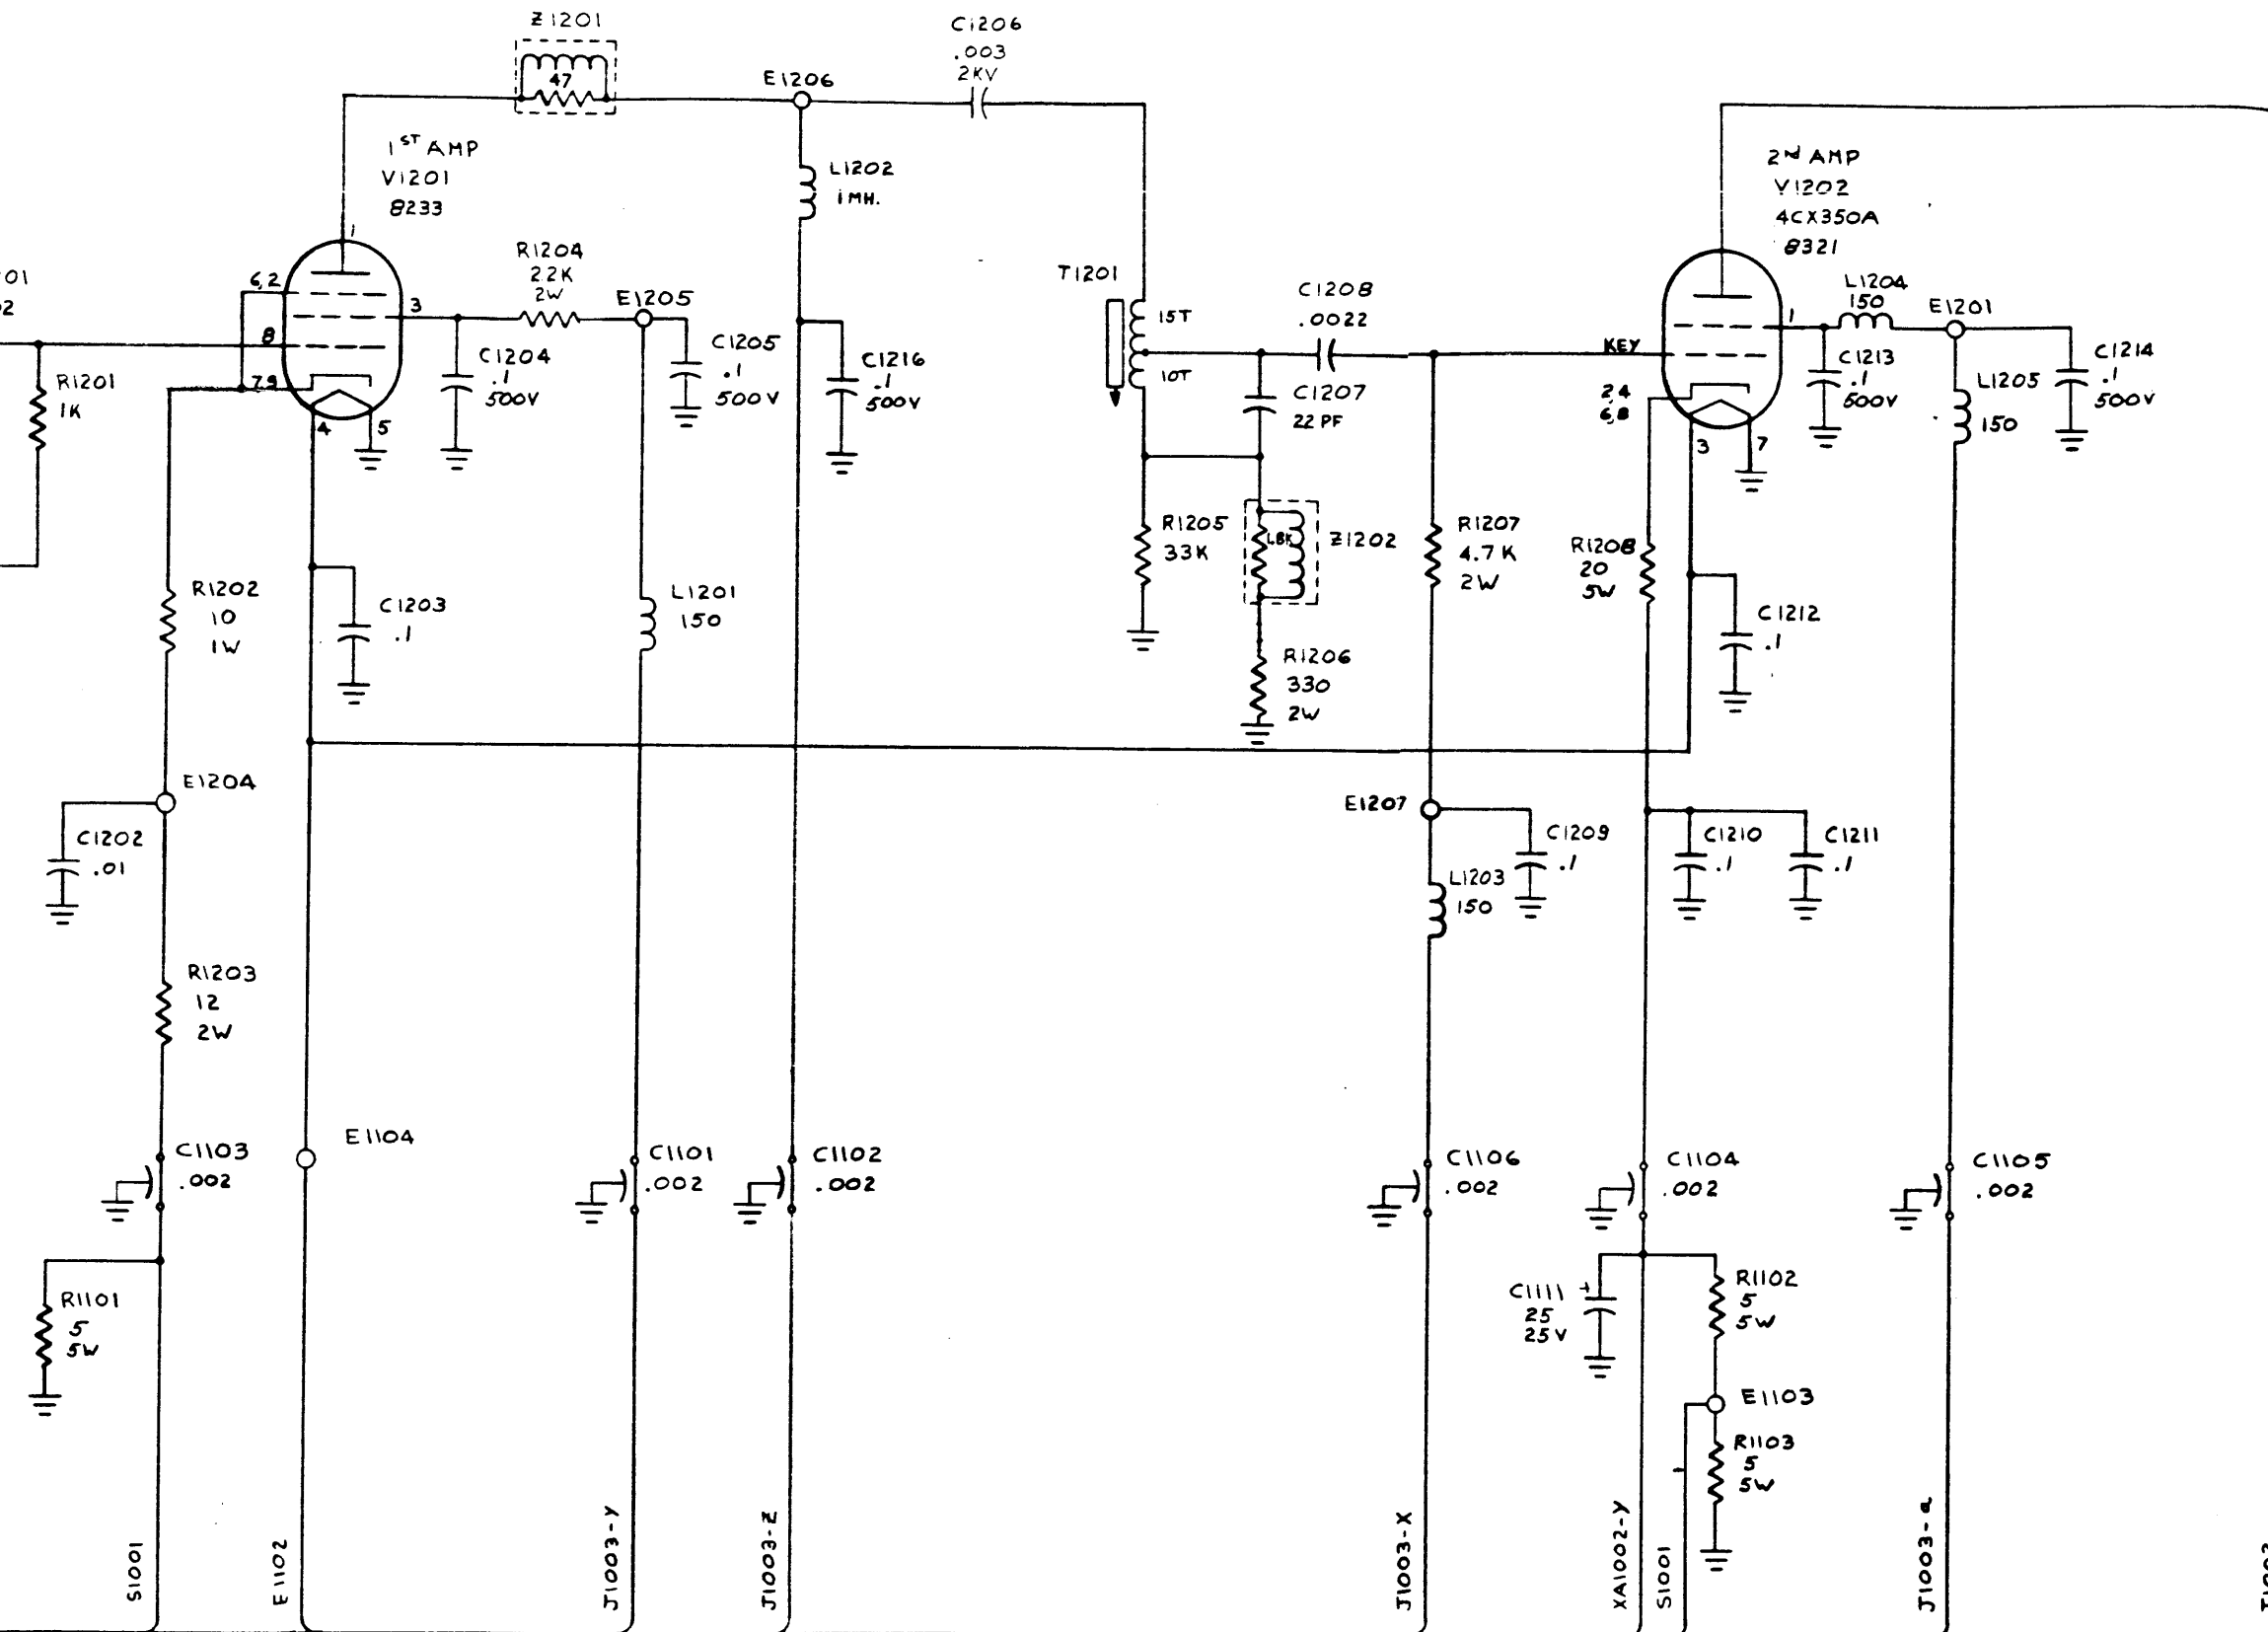 Z1201
47
E1206
C1206
.003
2KV
1ST AMP
V1201
8233
1
L1202
1MH.
2ND AMP
V1202
4CX350A
8321
01
02
6,2
3
8
7,9
4
5
R1204
22K
2W
E1205
C1204
.1
500V
C1205
.1
500V
C1216
.1
500V
R1201
1K
T1201
15T
10T
C1208
.0022
C1207
22 PF
KEY
2,4
6,8
1
3
7
L1204
150
E1201
C1213
.1
500V
L1205
150
C1214
.1
500V
R1202
10
1W
C1203
.1
L1201
150
R1205
33K
Z1202
R1206
330
2W
R1207
4.7K
2W
R1208
20
5W
C1212
.1
E1204
C1202
.01
E1207
C1209
.1
L1203
150
C1210
.1
C1211
.1
R1203
12
2W
C1103
.002
E1104
C1101
.002
C1102
.002
C1106
.002
C1104
.002
C1105
.002
R1101
5
5W
C1111
+
25
25V
R1102
5
5W
E1103
R1103
5
5W
S1001
E1102
J1003-Y
J1003-Z
J1003-X
XA1002-Y
S1001
J1003-a